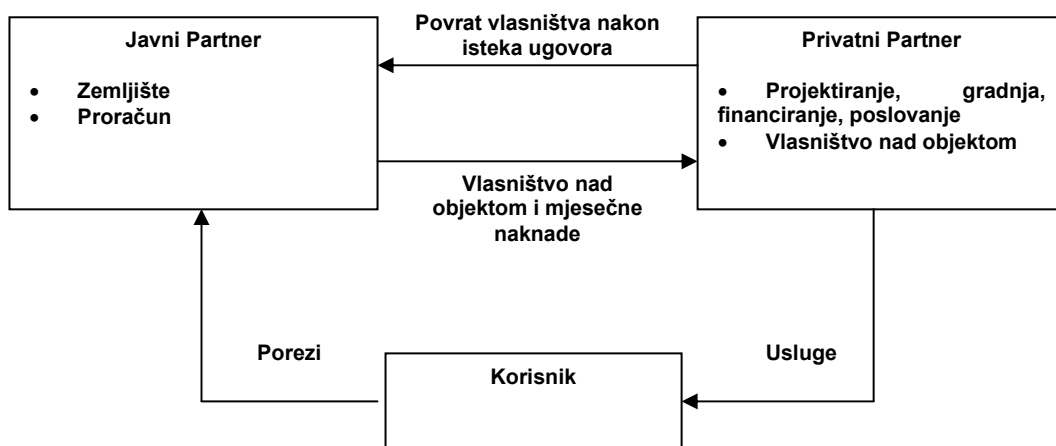 Javni Partner
• Zemljište
• Proračun
Povrat vlasništva nakon
isteka ugovora
Privatni Partner
• Projektiranje, gradnja,
financiranje, poslovanje
• Vlasništvo nad objektom
Vlasništvo nad
objektom i mjesečne
naknade
Porezi
Usluge
Korisnik